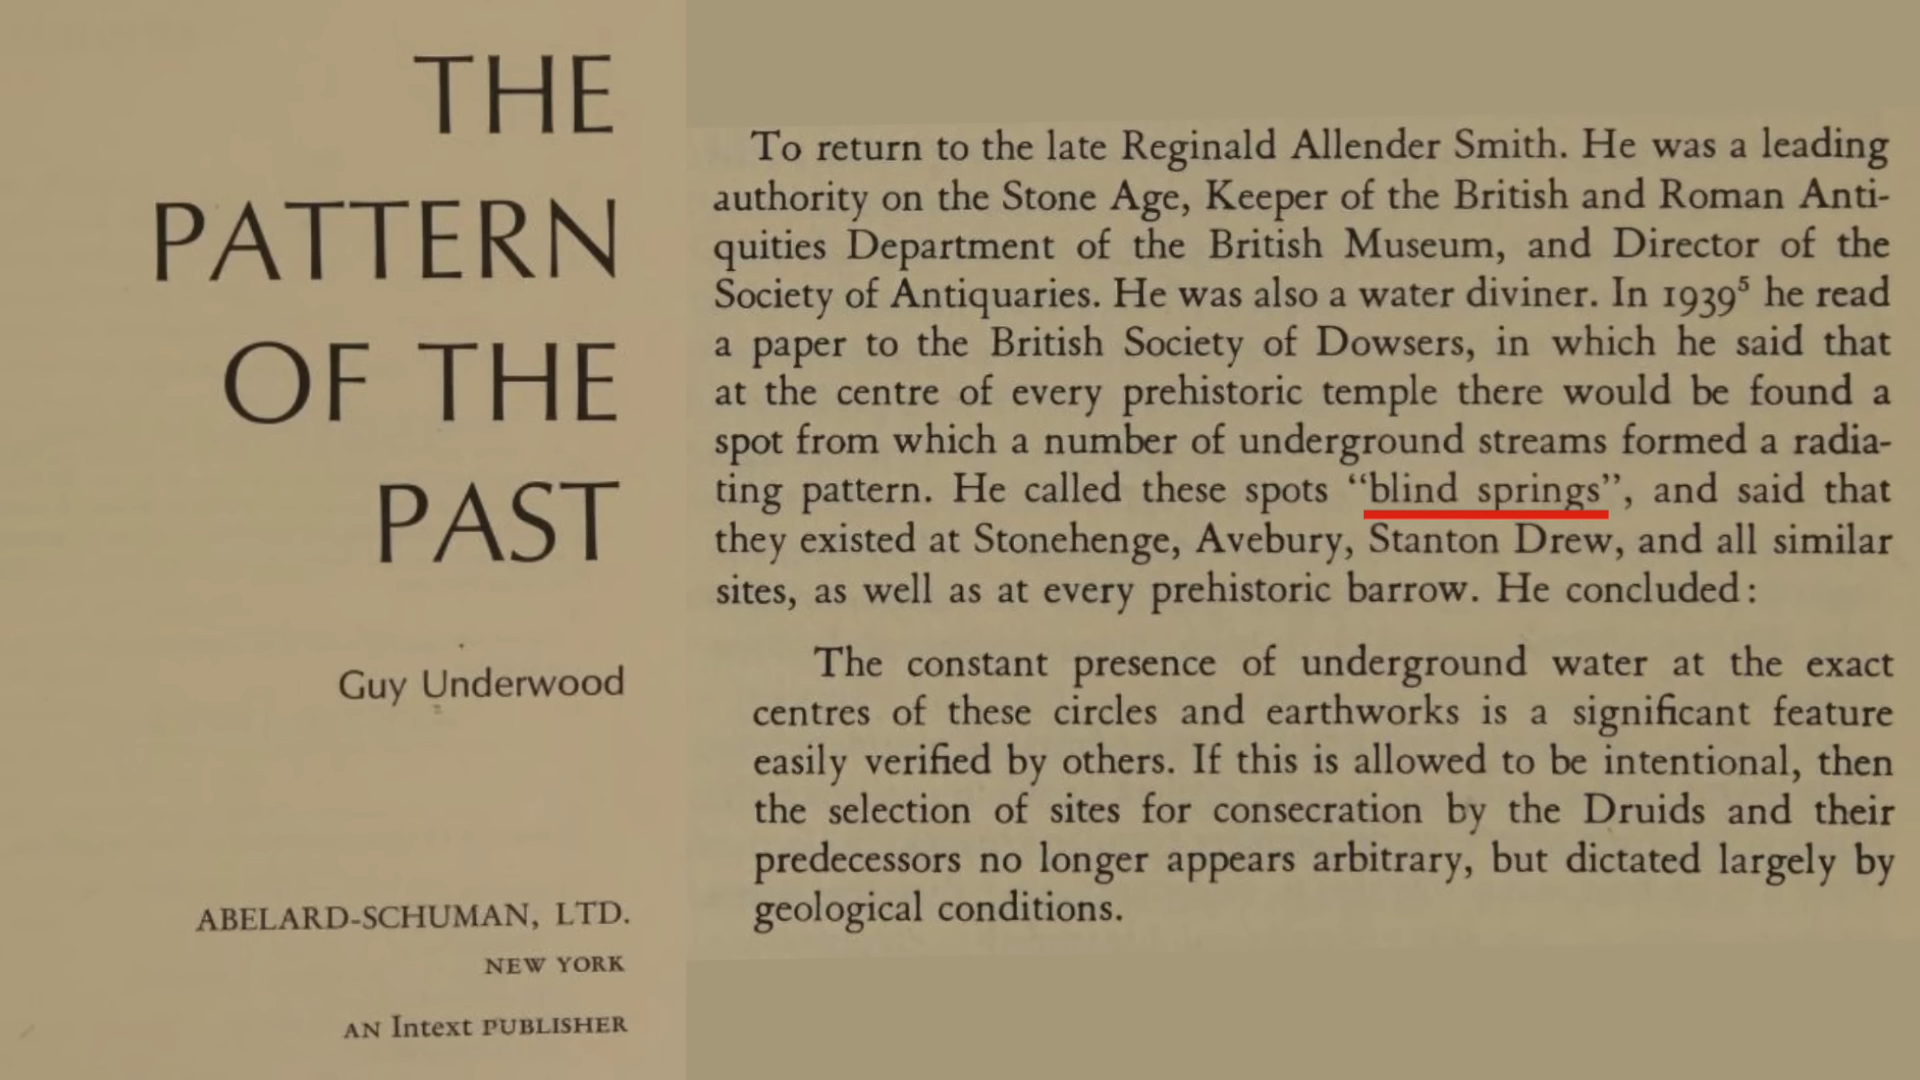 THE
PATTERN
OF THE
PAST
Guy Underwood
ABELARD-SCHUMAN, LTD.
NEW YORK
AN Intext PUBLISHER
To return to the late Reginald Allender Smith. He was a leading
authority on the Stone Age, Keeper of the British and Roman Anti-
quities Department of the British Museum, and Director of the
Society of Antiquaries. He was also a water diviner. In 1939⁵ he read
a paper to the British Society of Dowsers, in which he said that
at the centre of every prehistoric temple there would be found a
spot from which a number of underground streams formed a radia-
ting pattern. He called these spots “blind springs”, and said that
they existed at Stonehenge, Avebury, Stanton Drew, and all similar
sites, as well as at every prehistoric barrow. He concluded:
The constant presence of underground water at the exact
centres of these circles and earthworks is a significant feature
easily verified by others. If this is allowed to be intentional, then
the selection of sites for consecration by the Druids and their
predecessors no longer appears arbitrary, but dictated largely by
geological conditions.